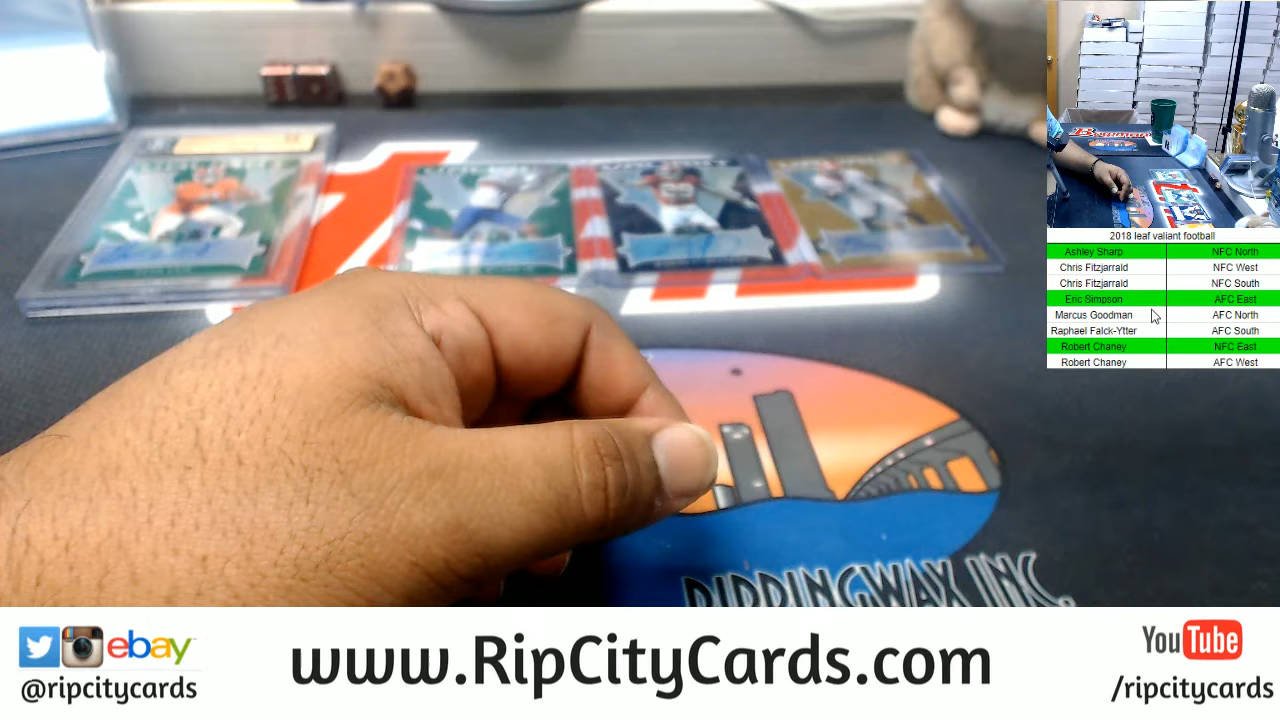 Bowman
2018 leaf valiant football
Ashley Sharp NFC North
Chris Fitzjarrald NFC West
Chris Fitzjarrald NFC South
Eric Simpson AFC East
Marcus Goodman AFC North
Raphael Falck-Ytter AFC South
Robert Chaney NFC East
Robert Chaney AFC West
RIPPINGWAX INC.
ebay
@ripcitycards
www.RipCityCards.com
YouTube
/ripcitycards